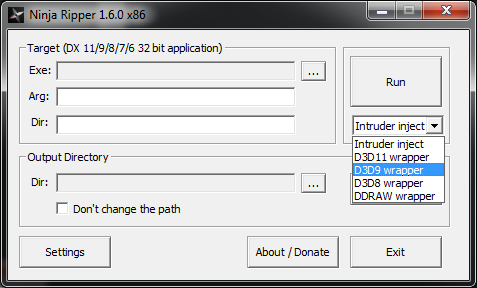 Ninja Ripper 1.6.0 x86
Target (DX 11/9/8/7/6 32 bit application)
Exe:
...
Run
Arg:
Dir:
Intruder inject
Intruder inject
D3D11 wrapper
D3D9 wrapper
D3D8 wrapper
DDRAW wrapper
Output Directory
Dir:
...
Don't change the path
Settings
About / Donate
Exit